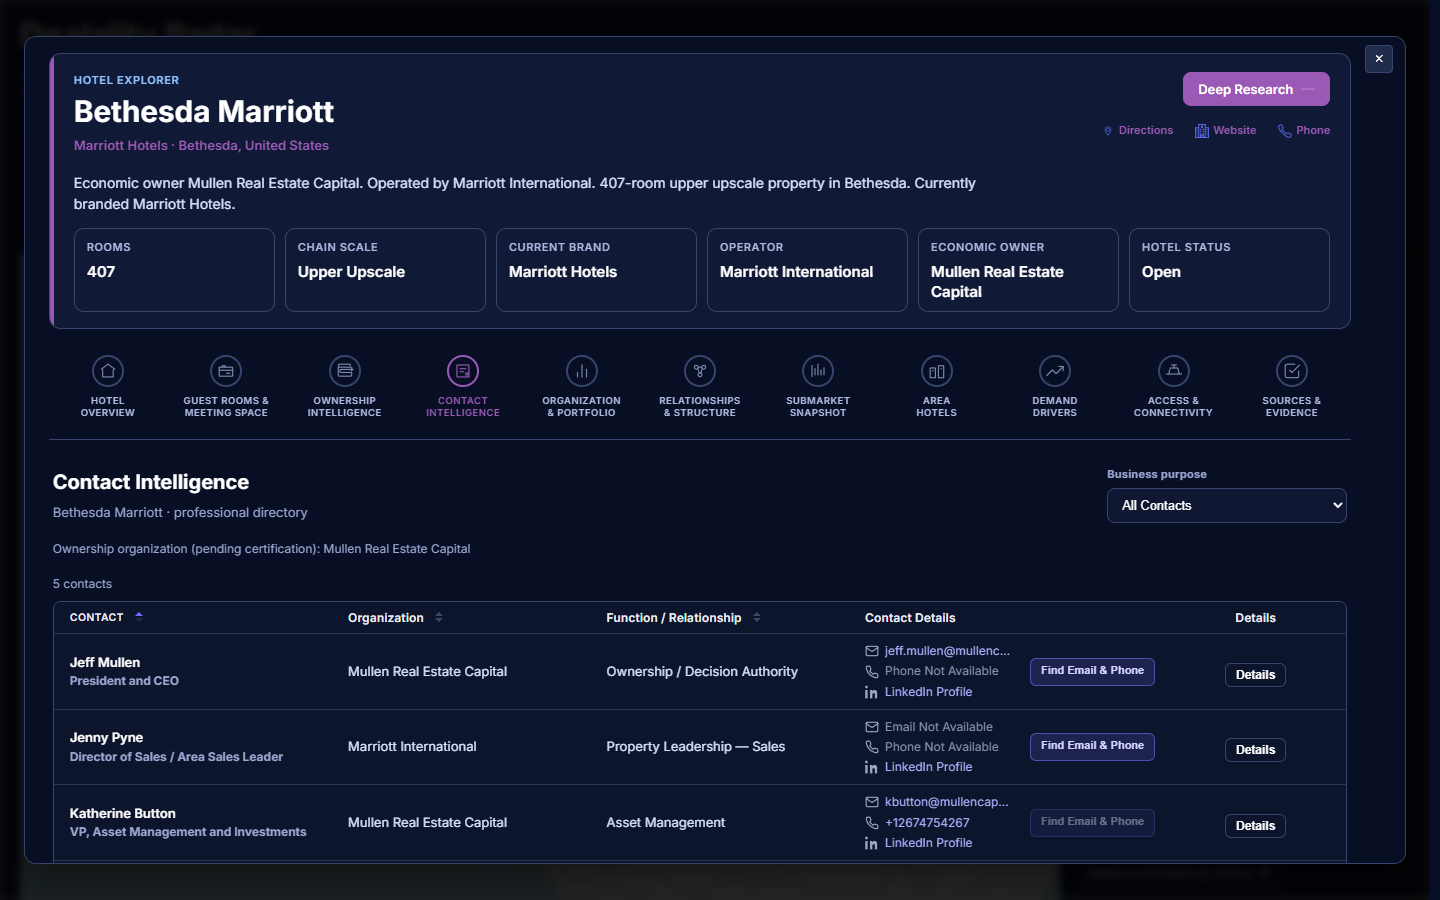 HOTEL EXPLORER
Bethesda Marriott
Marriott Hotels · Bethesda, United States
Deep Research —
Directions
Website
Phone
Economic owner Mullen Real Estate Capital. Operated by Marriott International. 407-room upper upscale property in Bethesda. Currently
branded Marriott Hotels.
ROOMS
407
CHAIN SCALE
Upper Upscale
CURRENT BRAND
Marriott Hotels
OPERATOR
Marriott International
ECONOMIC OWNER
Mullen Real Estate
Capital
HOTEL STATUS
Open
HOTEL
OVERVIEW
GUEST ROOMS &
MEETING SPACE
OWNERSHIP
INTELLIGENCE
CONTACT
INTELLIGENCE
ORGANIZATION
& PORTFOLIO
RELATIONSHIPS
& STRUCTURE
SUBMARKET
SNAPSHOT
AREA
HOTELS
DEMAND
DRIVERS
ACCESS &
CONNECTIVITY
SOURCES &
EVIDENCE
Contact Intelligence
Bethesda Marriott · professional directory
Business purpose
All Contacts
Ownership organization (pending certification): Mullen Real Estate Capital
5 contacts
CONTACT
Organization
Function / Relationship
Contact Details
Details
Jeff Mullen
President and CEO
Mullen Real Estate Capital
Ownership / Decision Authority
jeff.mullen@mullenc...
Phone Not Available
LinkedIn Profile
Find Email & Phone
Details
Jenny Pyne
Director of Sales / Area Sales Leader
Marriott International
Property Leadership — Sales
Email Not Available
Phone Not Available
LinkedIn Profile
Find Email & Phone
Details
Katherine Button
VP, Asset Management and Investments
Mullen Real Estate Capital
Asset Management
kbutton@mullencap...
+12674754267
LinkedIn Profile
Find Email & Phone
Details